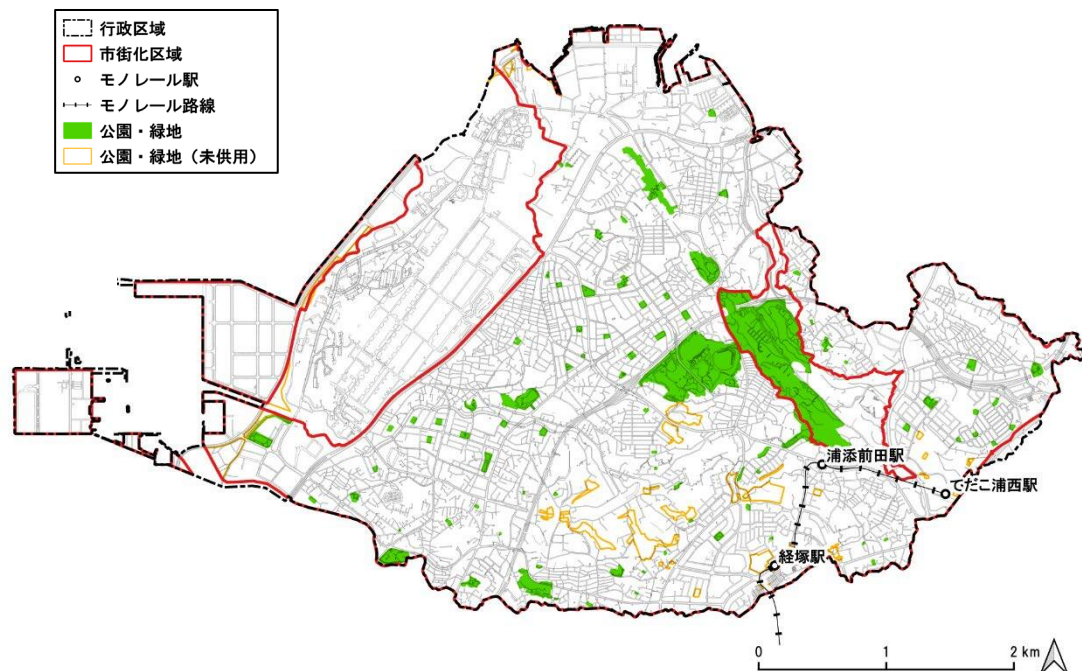 行政区域
市街化区域
モノレール駅
モノレール路線
公園・緑地
公園・緑地（未供用）
浦添前田駅
てだこ浦西駅
経塚駅
0 1 2 km